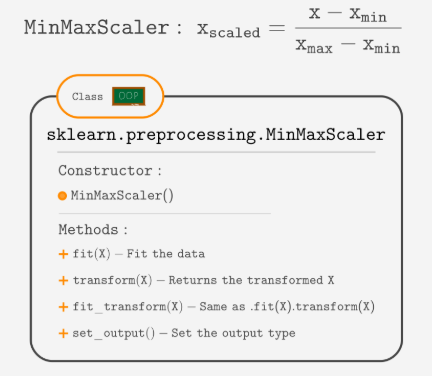 MinMaxScaler: x_scaled = (x − x_min) / (x_max − x_min)
Class OOP
sklearn.preprocessing.MinMaxScaler
Constructor:
MinMaxScaler()
Methods:
+ fit(X) – Fit the data
+ transform(X) – Returns the transformed X
+ fit_transform(X) – Same as .fit(X).transform(X)
+ set_output() – Set the output type